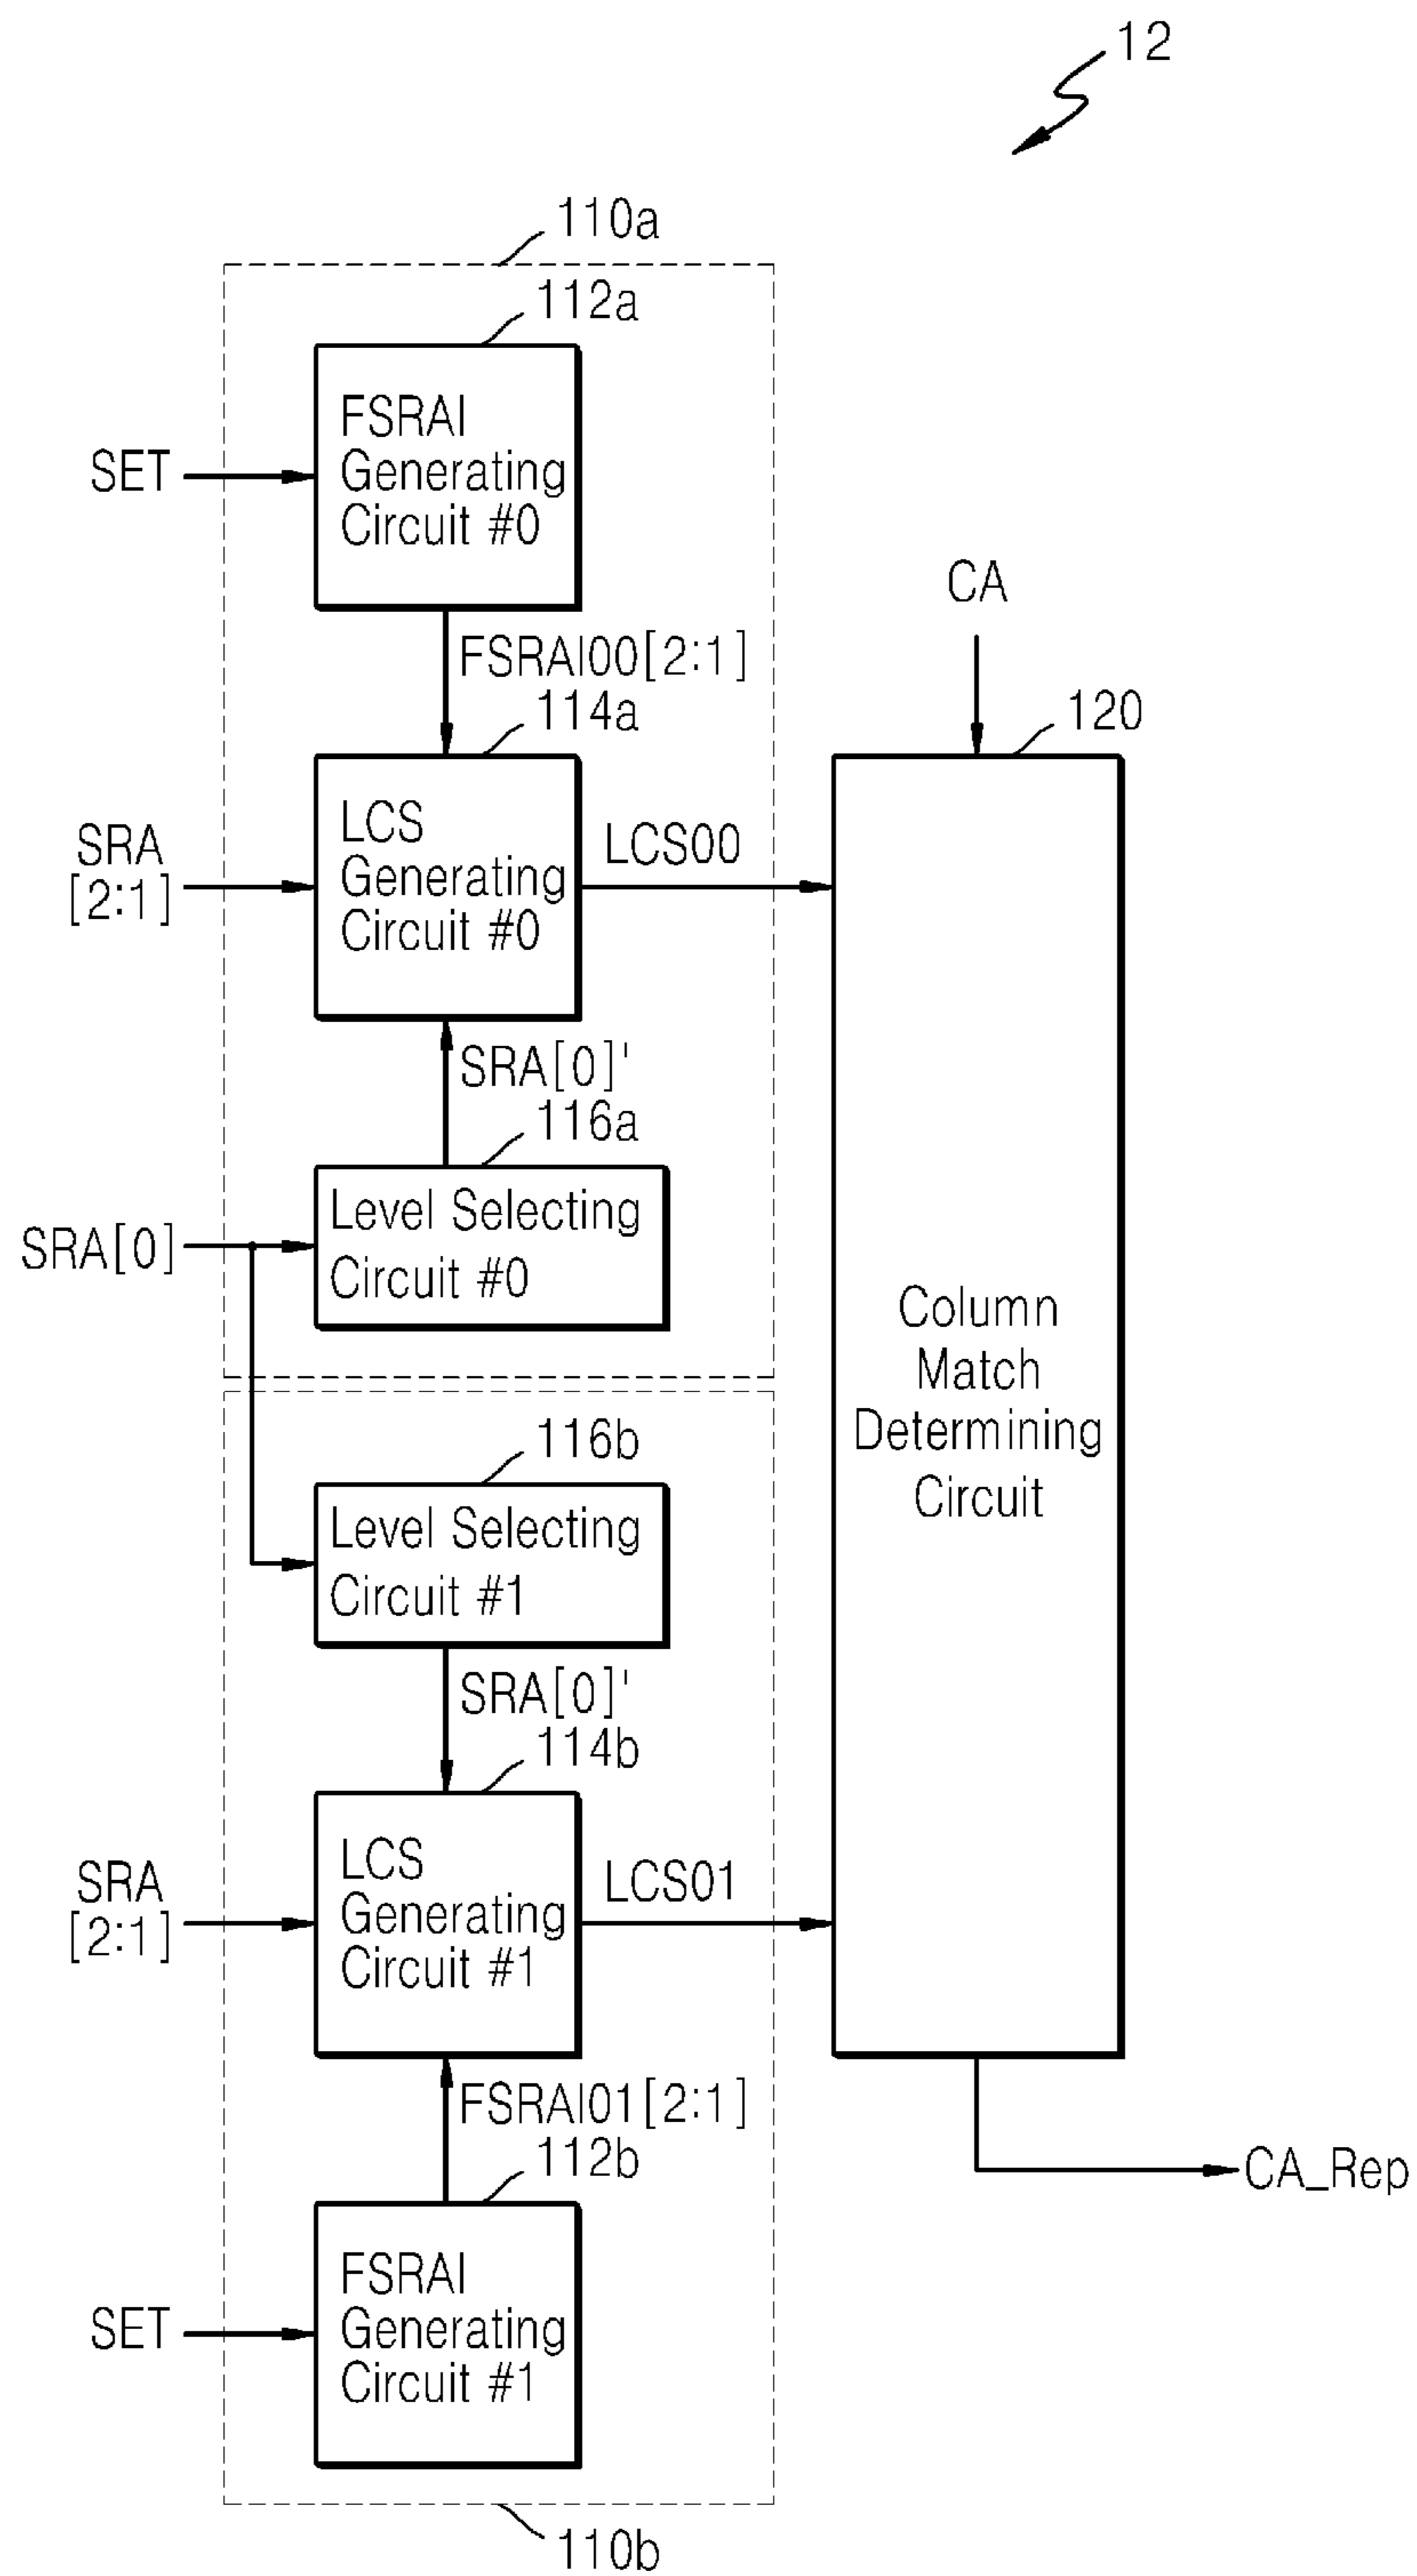 12
110a
112a
FSRAI
Generating
Circuit #0
SET
FSRAI00[2:1]
CA
114a
120
LCS
Generating
Circuit #0
SRA
[2:1]
LCS00
SRA[0]'
116a
Level Selecting
Circuit #0
SRA[0]
Column
Match
Determining
Circuit
116b
Level Selecting
Circuit #1
SRA[0]'
114b
LCS
Generating
Circuit #1
SRA
[2:1]
LCS01
FSRAI01[2:1]
112b
CA_Rep
FSRAI
Generating
Circuit #1
SET
110b